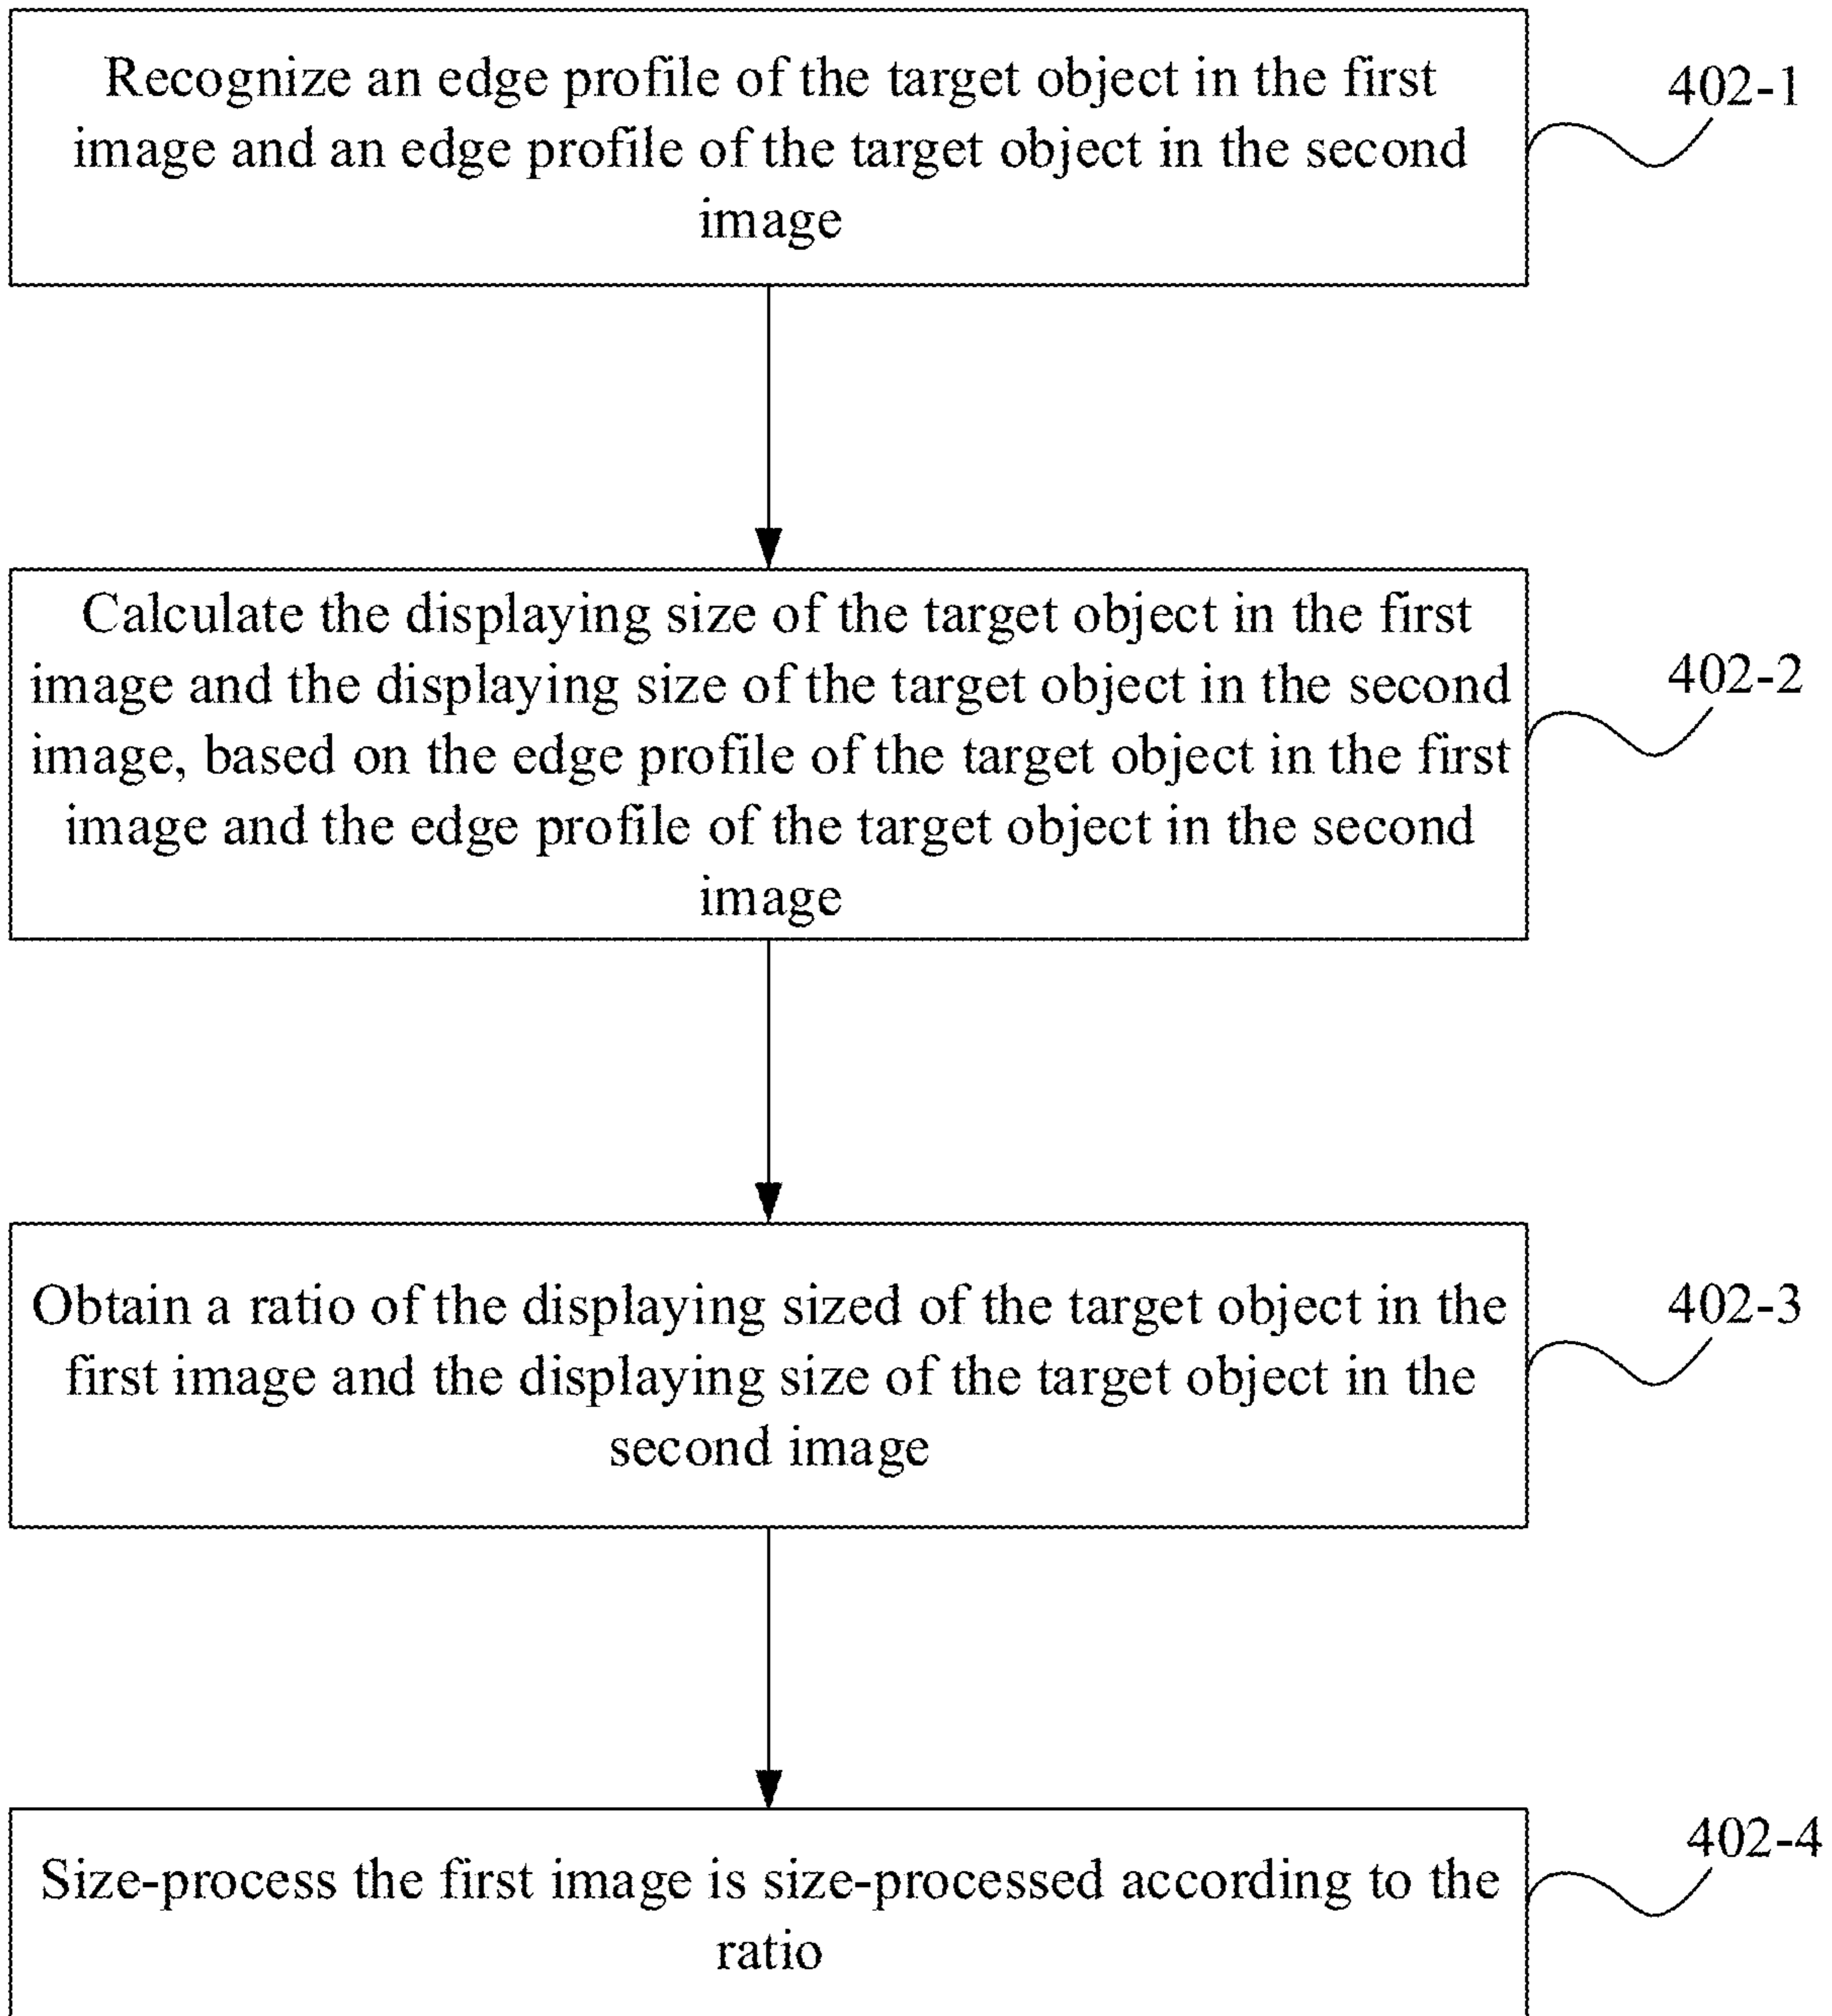 Recognize an edge profile of the target object in the first
image and an edge profile of the target object in the second
image
402-1
Calculate the displaying size of the target object in the first
image and the displaying size of the target object in the second
image, based on the edge profile of the target object in the first
image and the edge profile of the target object in the second
image
402-2
Obtain a ratio of the displaying sized of the target object in the
first image and the displaying size of the target object in the
second image
402-3
Size-process the first image is size-processed according to the
ratio
402-4